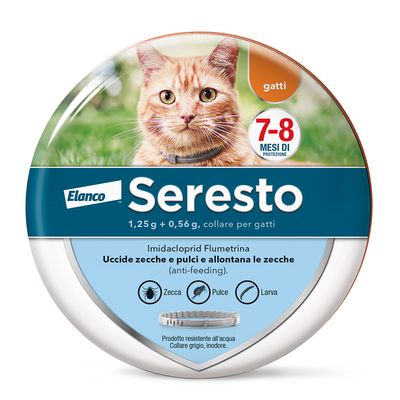 gatti
7-8
MESI DI
PROTEZIONE
Elanco
Seresto
1,25 g + 0,56 g, collare per gatti
Imidacloprid Flumetrina
Uccide zecche e pulci e allontana le zecche
(anti-feeding).
Zecca Pulce Larva
Prodotto resistente all'acqua
Collare grigio, inodore.